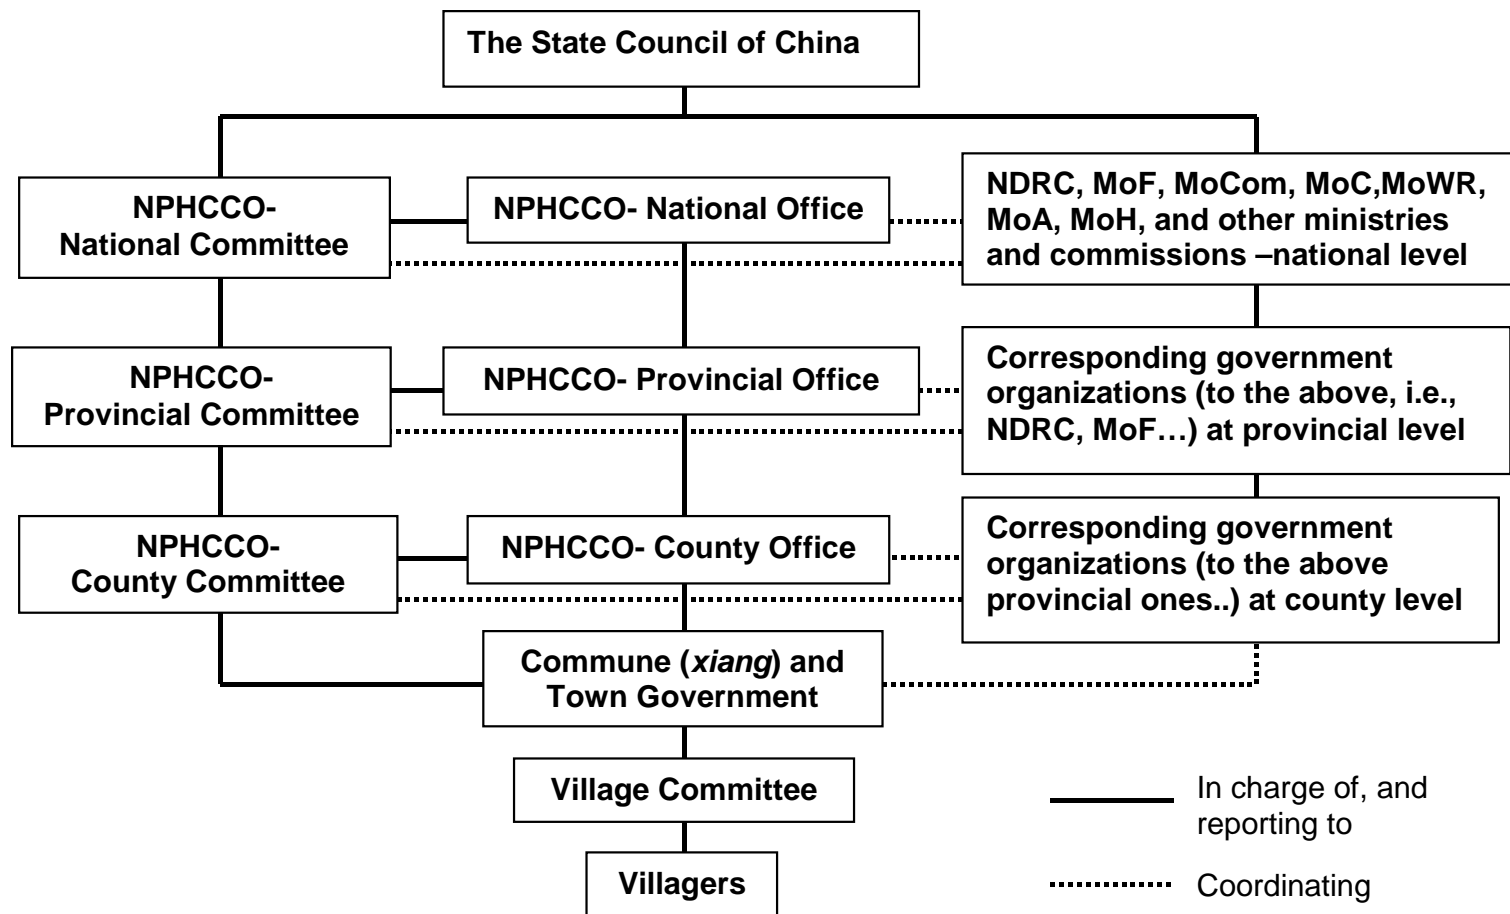 The State Council of China
NPHCCO-
National Committee
NPHCCO- National Office
NDRC, MoF, MoCom, MoC,MoWR,
MoA, MoH, and other ministries
and commissions –national level
NPHCCO-
Provincial Committee
NPHCCO- Provincial Office
Corresponding government
organizations (to the above, i.e.,
NDRC, MoF…) at provincial level
NPHCCO-
County Committee
NPHCCO- County Office
Corresponding government
organizations (to the above
provincial ones..) at county level
Commune (xiang) and
Town Government
Village Committee
Villagers
In charge of, and
reporting to
Coordinating